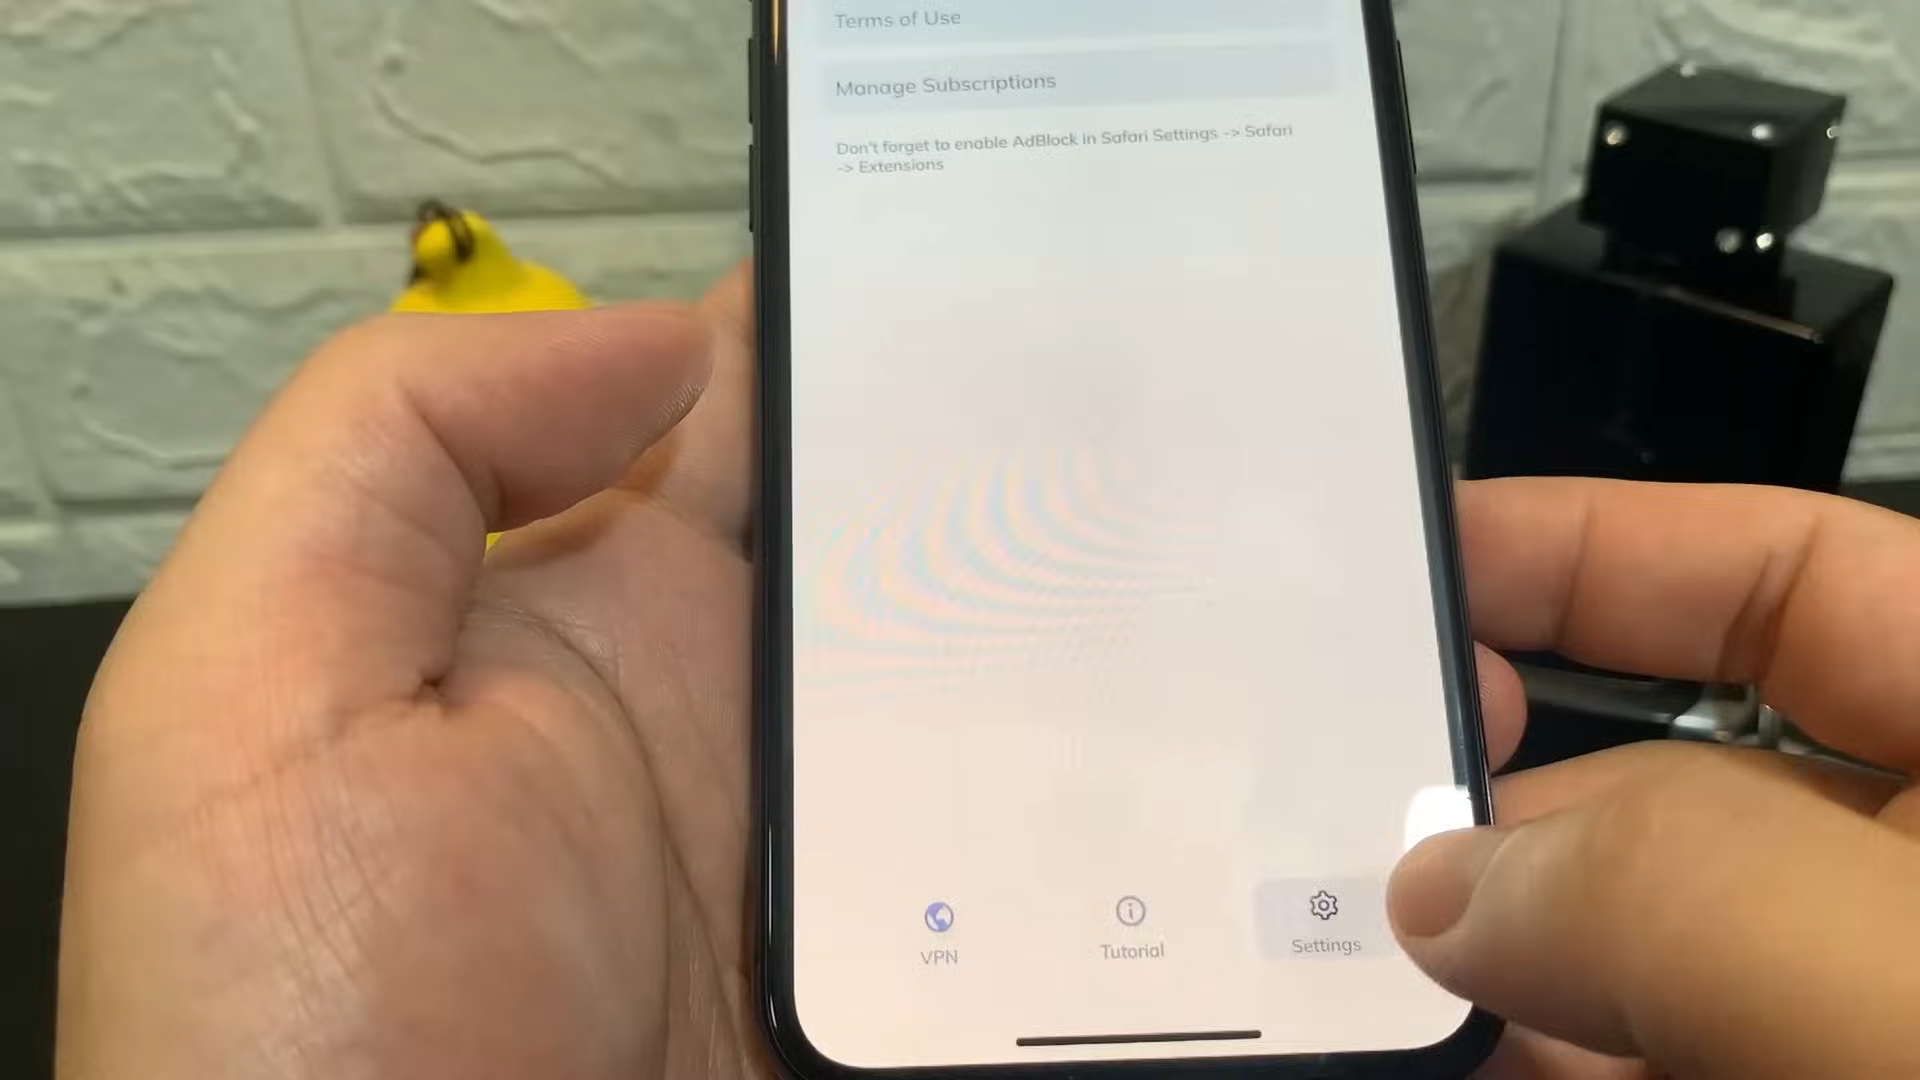 Terms of Use
Manage Subscriptions
Don't forget to enable AdBlock in Safari Settings -> Safari
-> Extensions
VPN
Tutorial
Settings